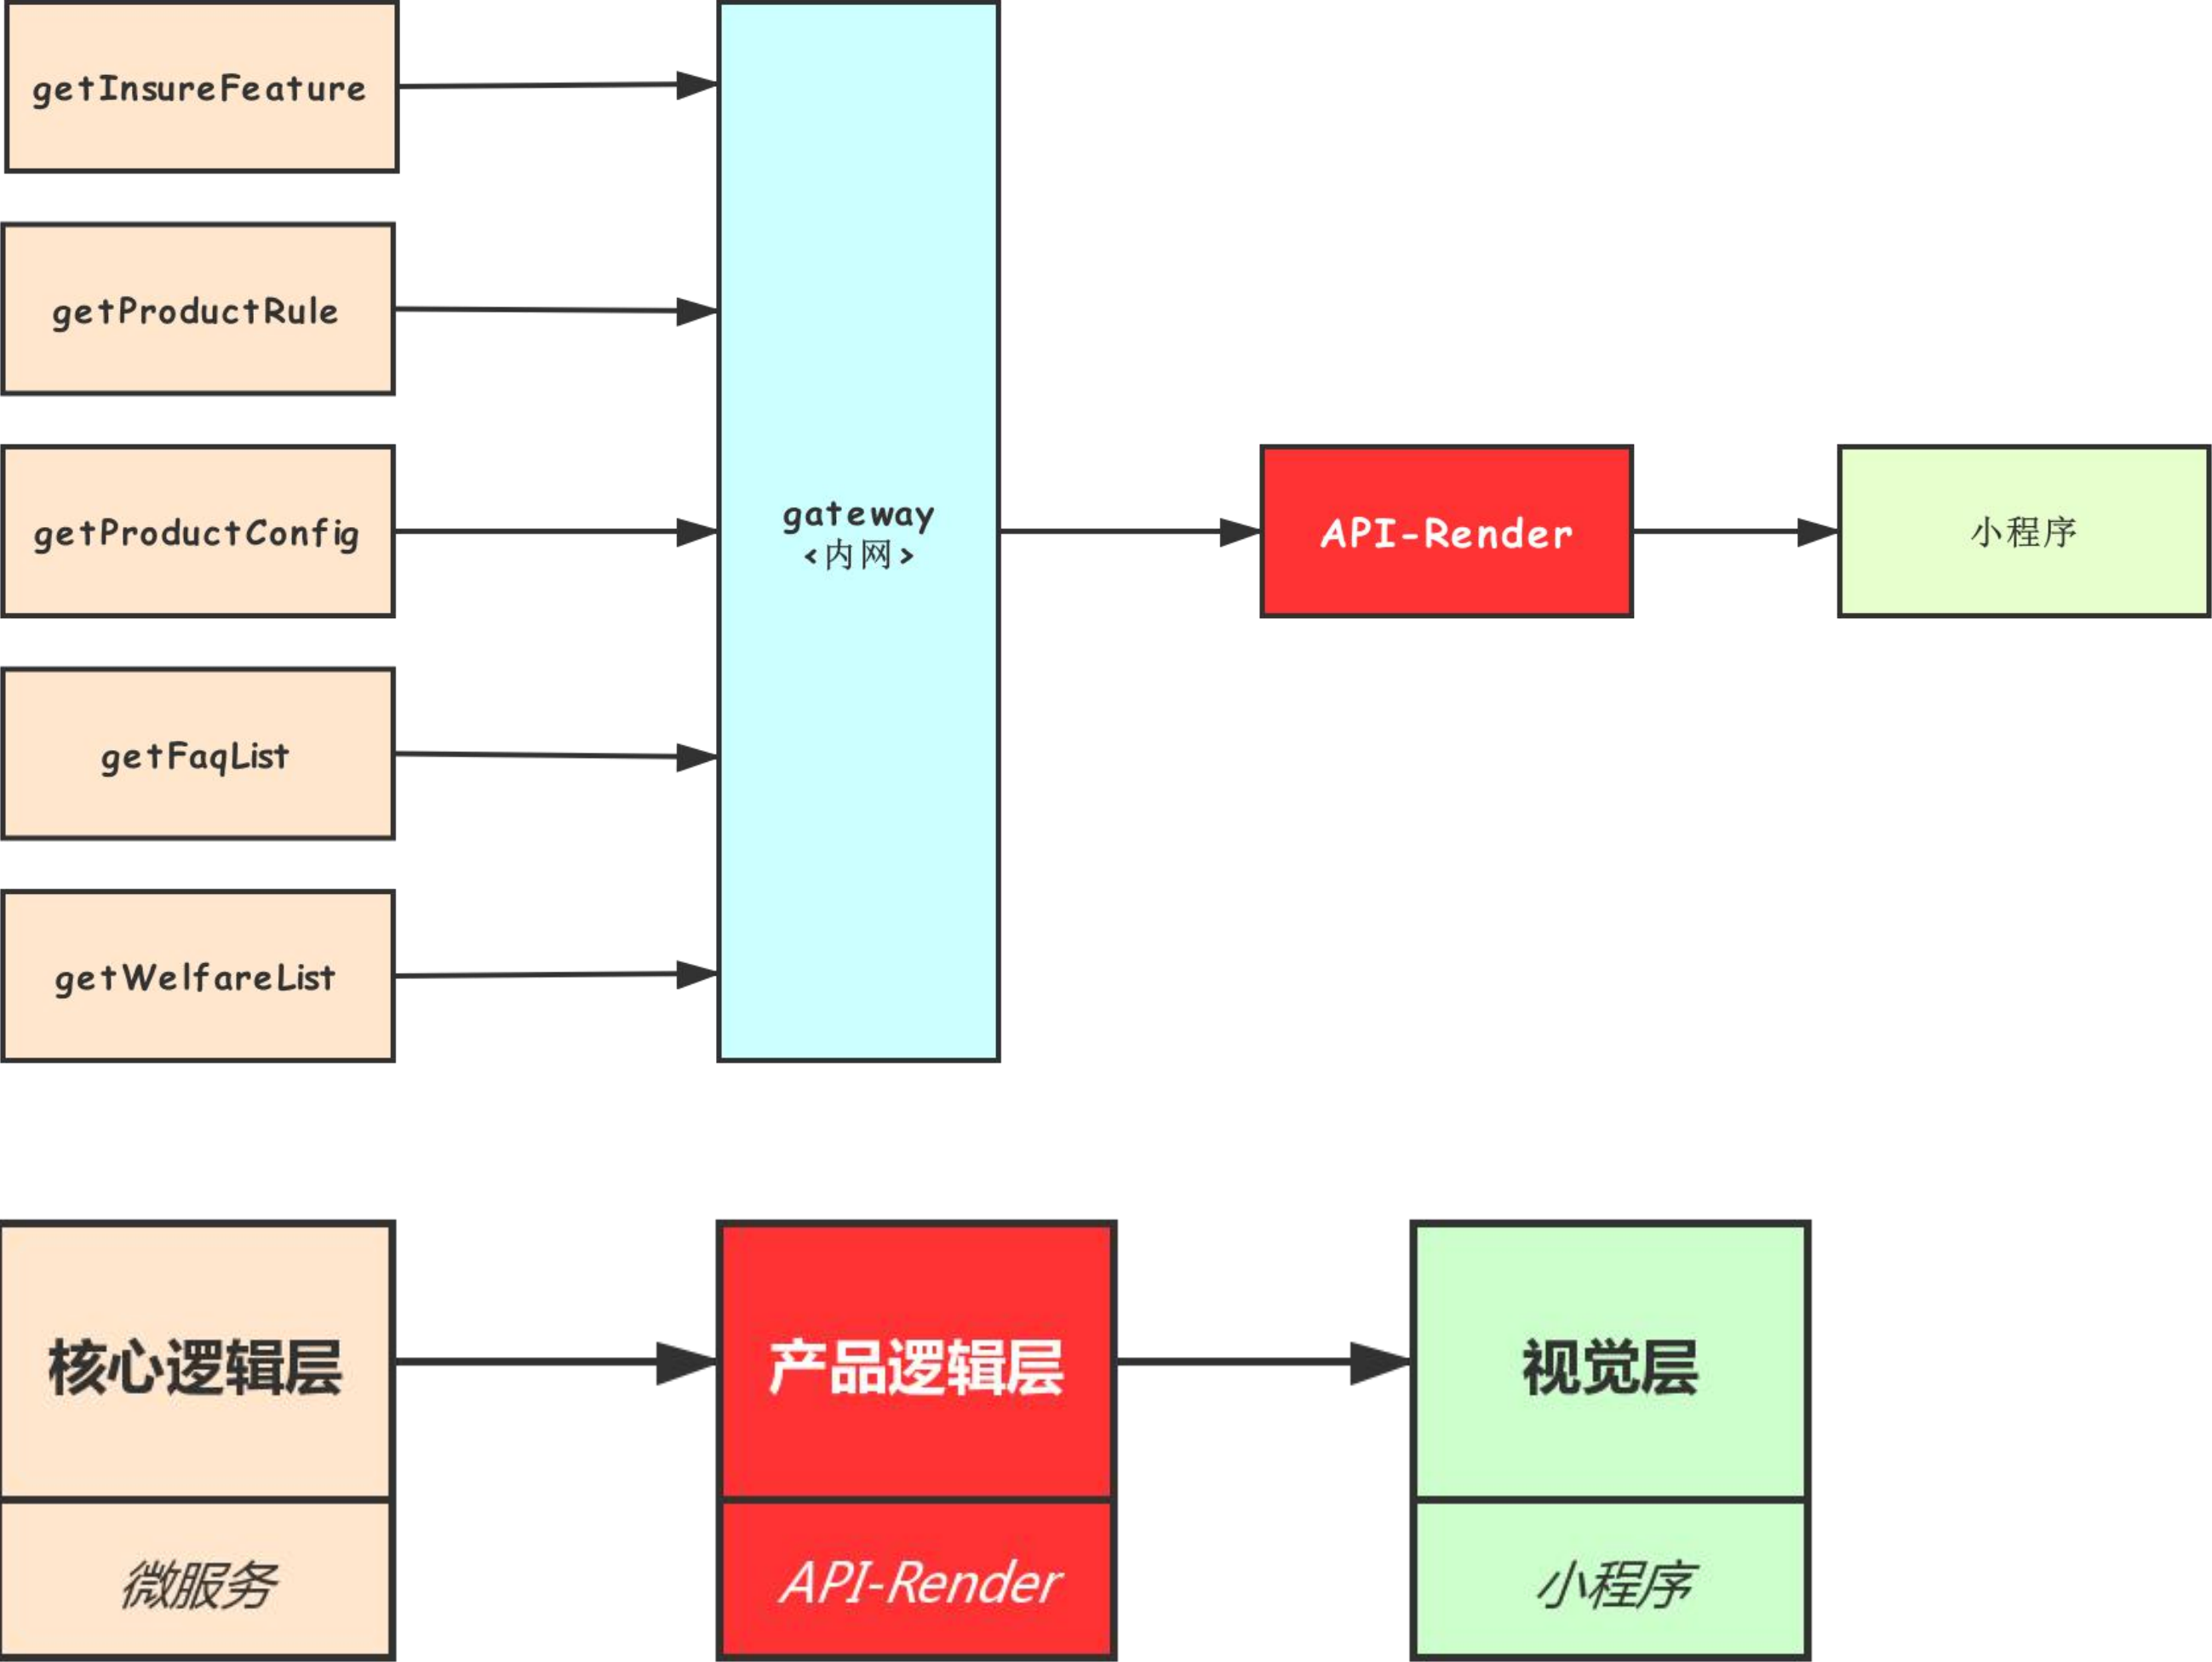 getInsureFeature
getProductRule
getProductConfig
getFaqList
getWelfareList
gateway
<内网>
API-Render
小程序
核心逻辑层
微服务
产品逻辑层
API-Render
视觉层
小程序